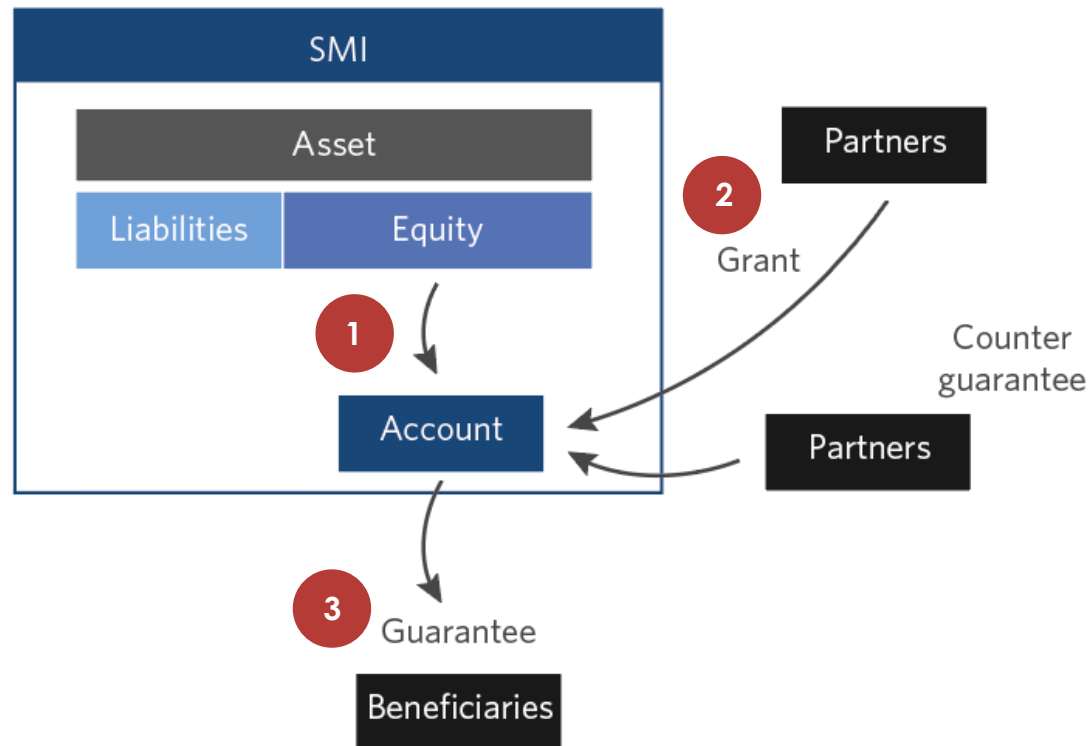 SMI
Asset
Liabilities
Equity
1
Account
Partners
2
Grant
Counter
guarantee
Partners
3
Guarantee
Beneficiaries